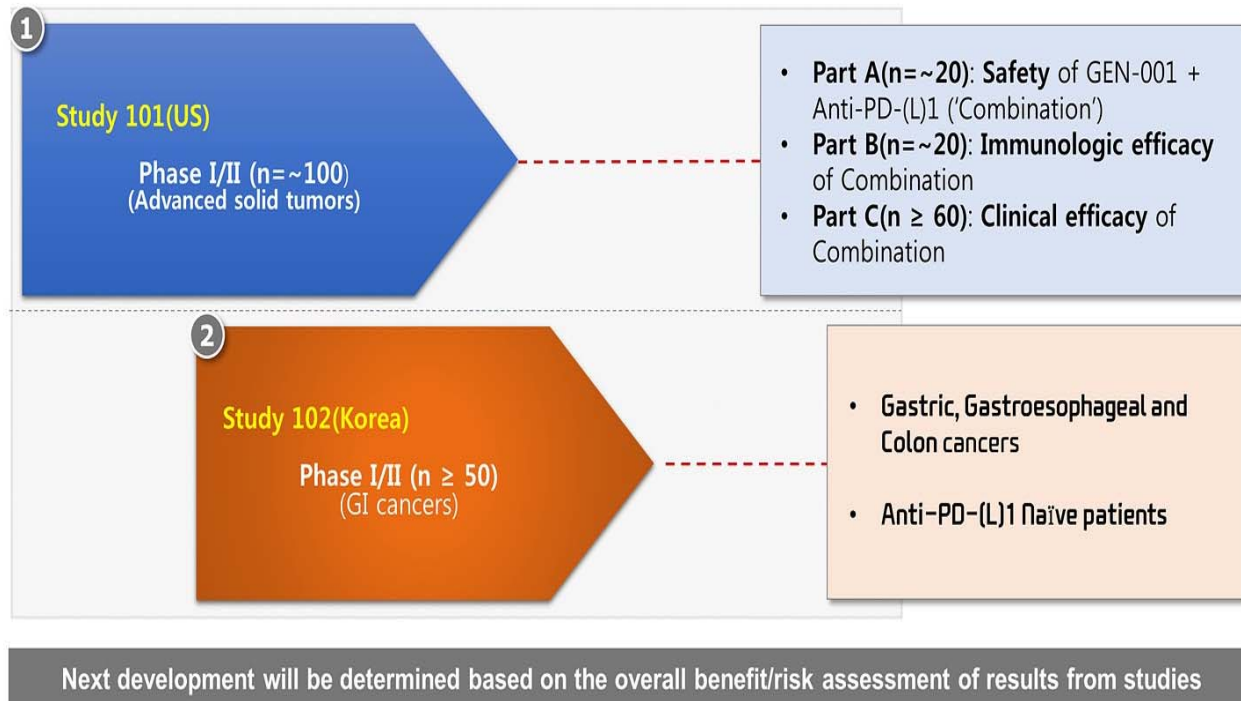 1
Study 101(US)
Phase I/II (n=~100)
(Advanced solid tumors)
• Part A(n=~20): Safety of GEN-001 +
Anti-PD-(L)1 ('Combination')
• Part B(n=~20): Immunologic efficacy
of Combination
• Part C(n ≥ 60): Clinical efficacy of
Combination
2
Study 102(Korea)
Phase I/II (n ≥ 50)
(GI cancers)
• Gastric, Gastroesophageal and
Colon cancers
• Anti-PD-(L)1 Naïve patients
Next development will be determined based on the overall benefit/risk assessment of results from studies